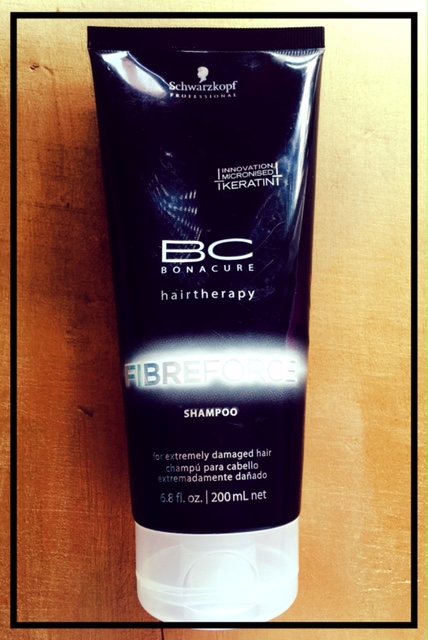 Schwarzkopf
PROFESSIONAL
INNOVATION
MICRONISED
KERATIN
BC
BONACURE
hairtherapy
FIBREFORCE
SHAMPOO
for extremely damaged hair
champú para cabello
extremadamente dañado
6.8 fl. oz. | 200 mL net